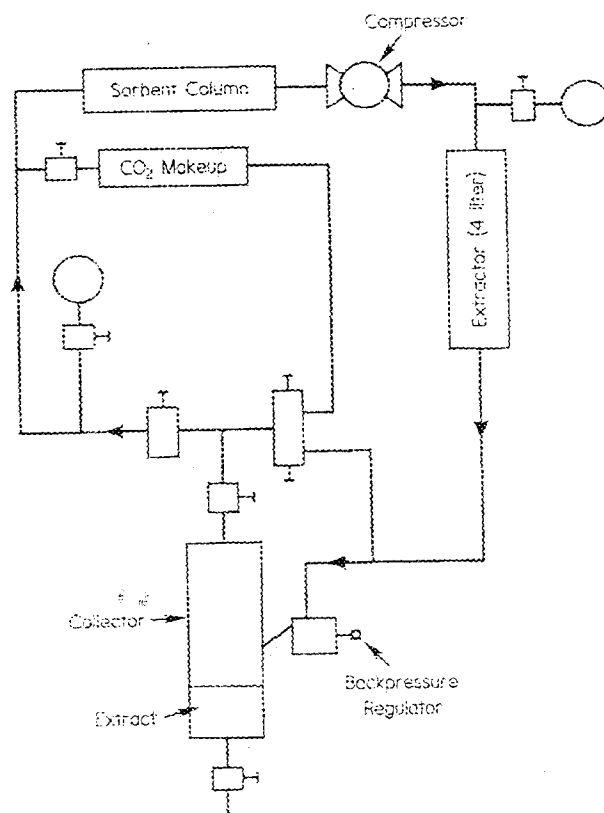 Compressor
Sorbent Column
CO₂ Makeup
Extractor (4 liter)
Collector
Extract
Backpressure
Regulator